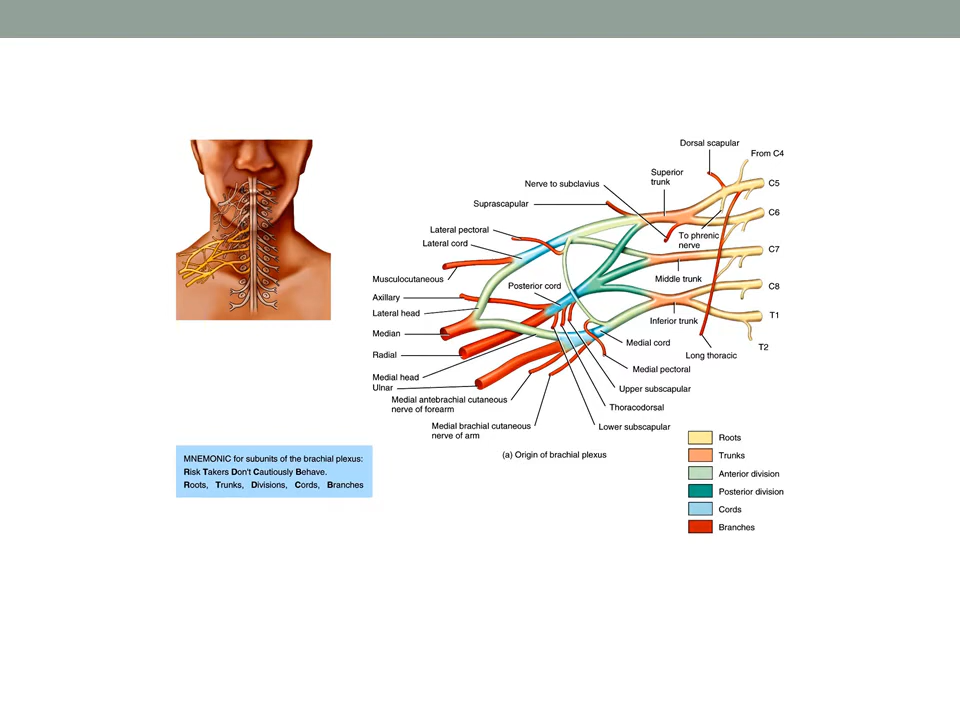 Dorsal scapular
From C4
Superior
trunk
C5
Nerve to subclavius
Suprascapular
C6
Lateral pectoral
To phrenic
nerve
Lateral cord
C7
Musculocutaneous
Middle trunk
Posterior cord
C8
Axillary
Lateral head
T1
Inferior trunk
Median
Medial cord
T2
Radial
Long thoracic
Medial pectoral
Medial head
Ulnar
Upper subscapular
Medial antebrachial cutaneous
nerve of forearm
Thoracodorsal
Medial brachial cutaneous
nerve of arm
Lower subscapular
(a) Origin of brachial plexus
Roots
Trunks
Anterior division
Posterior division
Cords
Branches
MNEMONIC for subunits of the brachial plexus:
Risk Takers Don't Cautiously Behave.
Roots, Trunks, Divisions, Cords, Branches